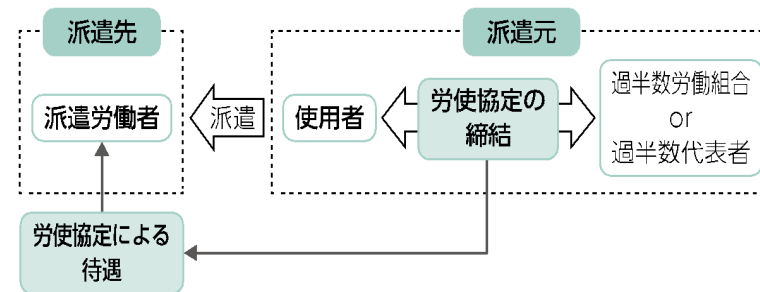 派遣先
派遣元
派遣労働者
派遣
使用者
労使協定の
締結
過半数労働組合
or
過半数代表者
労使協定による
待遇